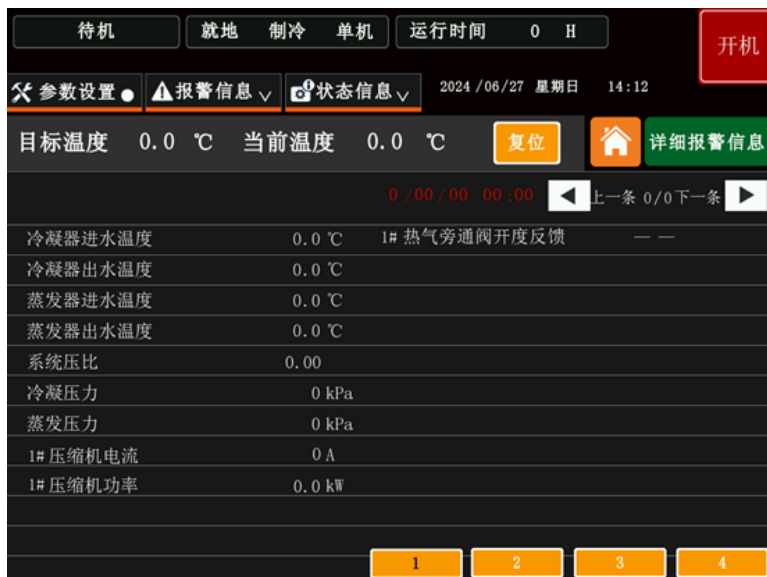 待机 就地 制冷 单机 运行时间 0 H 开机
参数设置 报警信息 状态信息 2024/06/27 星期日 14:12
目标温度 0.0 ℃ 当前温度 0.0 ℃ 复位 详细报警信息
0/00/00 00:00 上一条 0/0 下一条
冷凝器进水温度 0.0 ℃ 1# 热气旁通阀开度反馈 — —
冷凝器出水温度 0.0 ℃
蒸发器进水温度 0.0 ℃
蒸发器出水温度 0.0 ℃
系统压比 0.00
冷凝压力 0 kPa
蒸发压力 0 kPa
1# 压缩机电流 0 A
1# 压缩机功率 0.0 kW
1 2 3 4